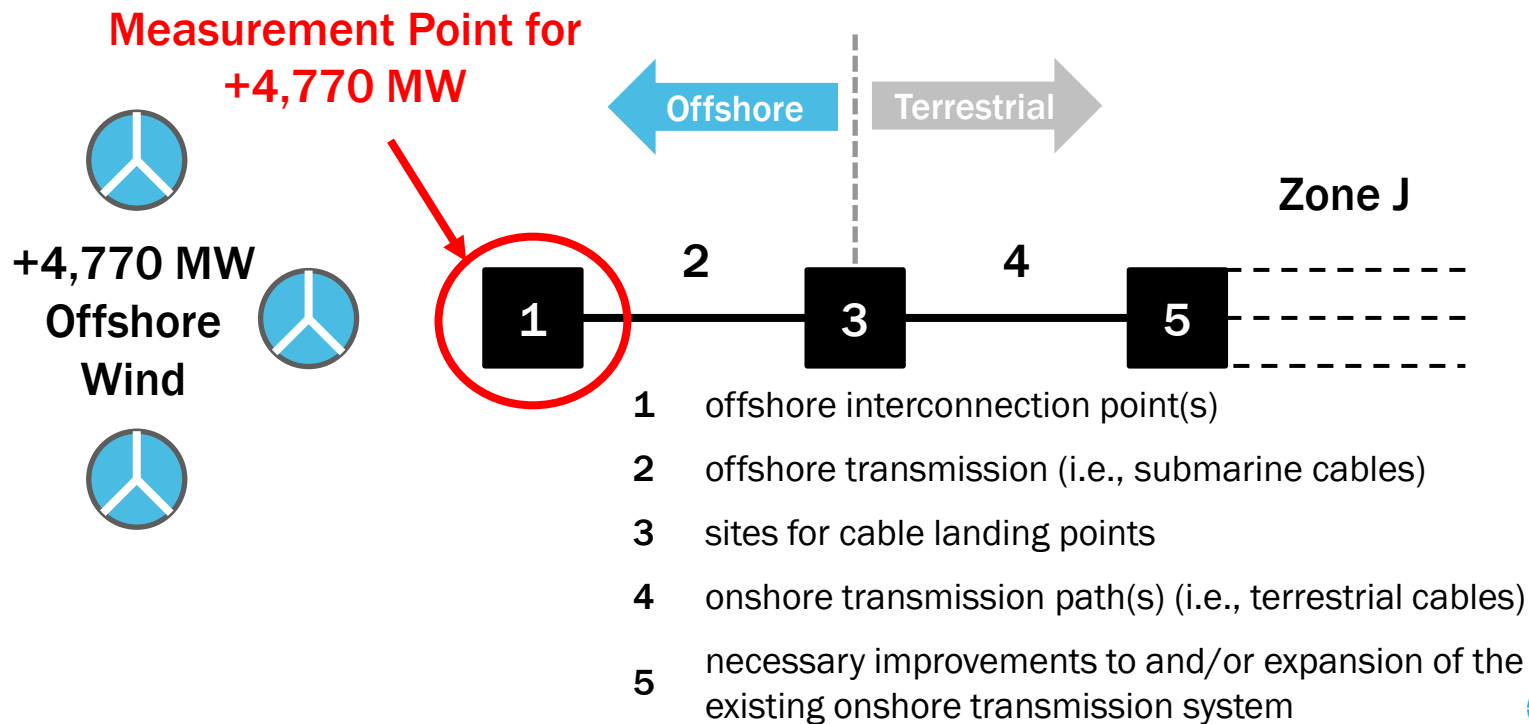 Measurement Point for
+4,770 MW
Offshore
Terrestrial
Zone J
+4,770 MW
Offshore
Wind
2
4
1
3
5
1 offshore interconnection point(s)
2 offshore transmission (i.e., submarine cables)
3 sites for cable landing points
4 onshore transmission path(s) (i.e., terrestrial cables)
5 necessary improvements to and/or expansion of the
existing onshore transmission system